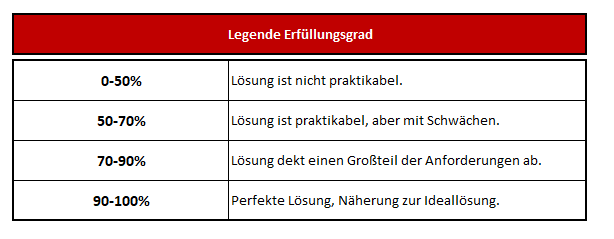 Legende Erfüllungsgrad
0-50% Lösung ist nicht praktikabel.
50-70% Lösung ist praktikabel, aber mit Schwächen.
70-90% Lösung dekt einen Großteil der Anforderungen ab.
90-100% Perfekte Lösung, Näherung zur Ideallösung.